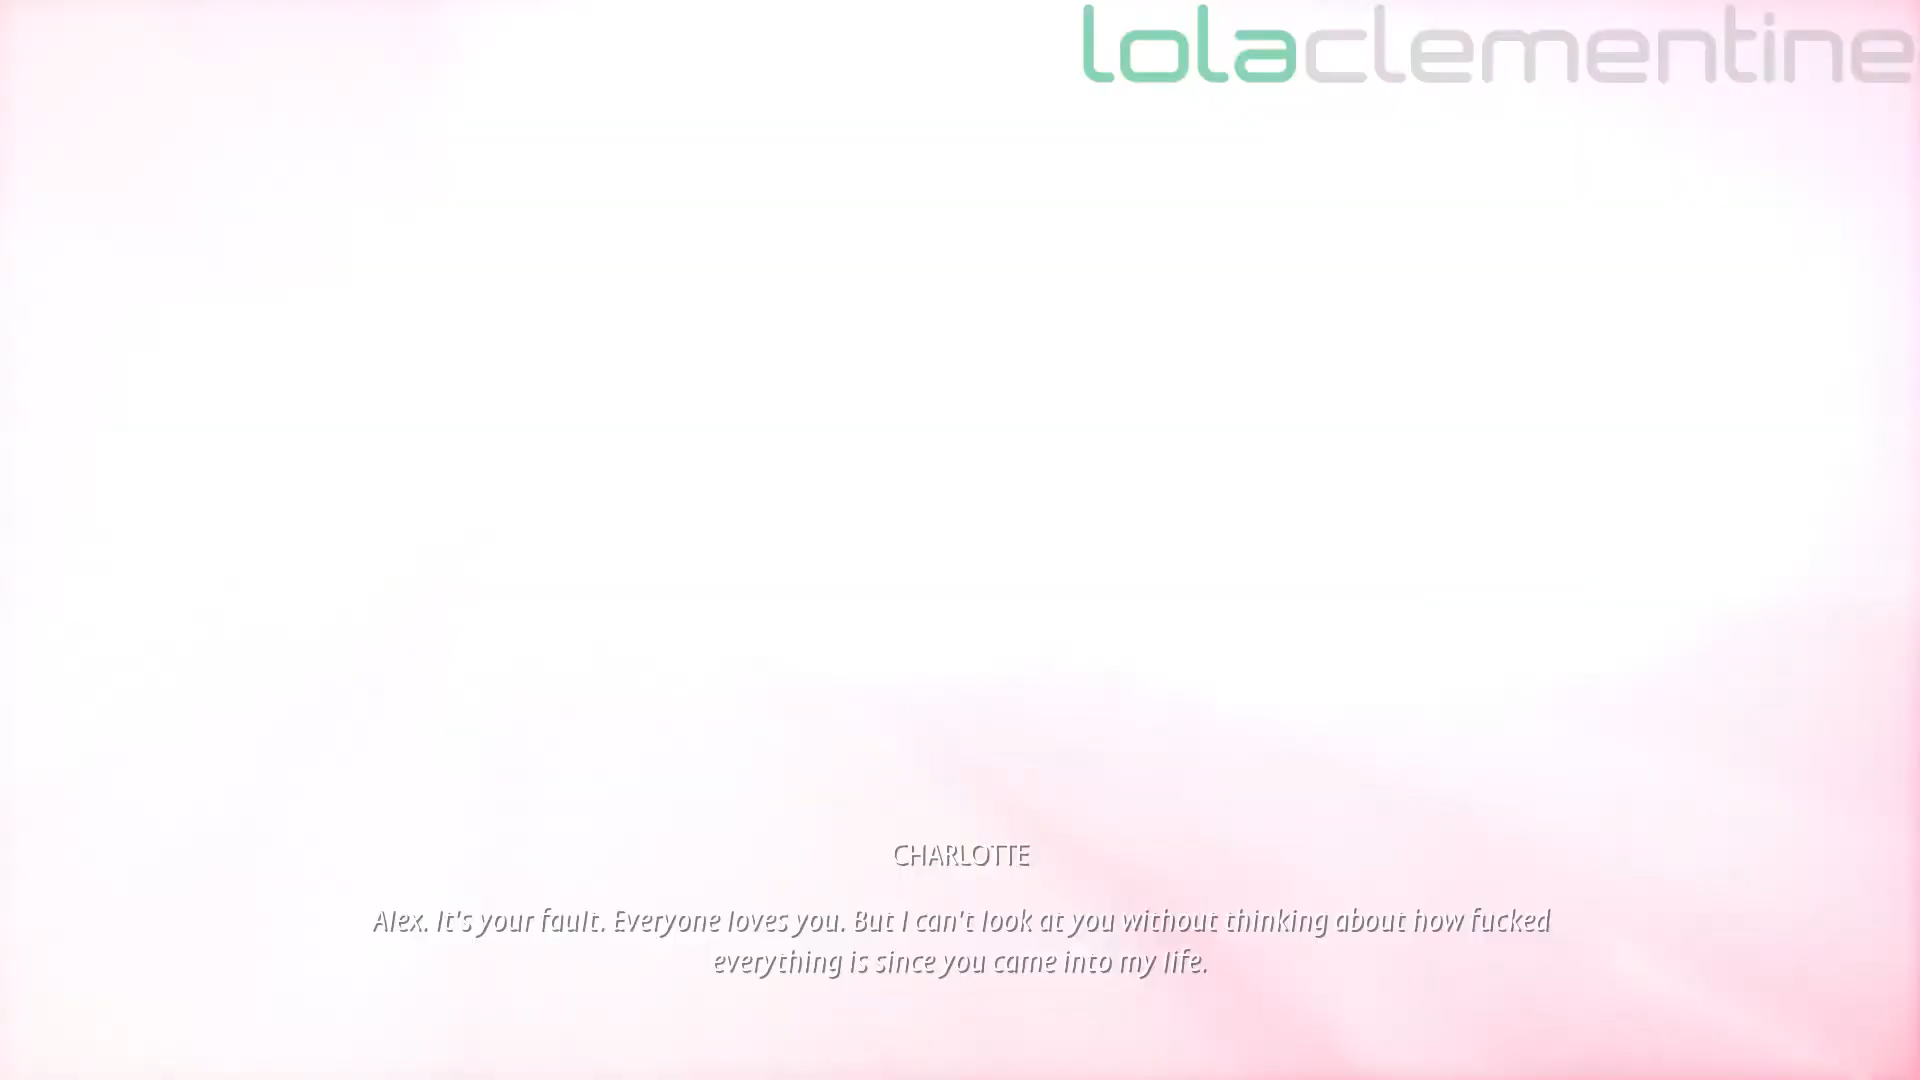 lolaclementine
CHARLOTTE
Alex. It's your fault. Everyone loves you. But I can't look at you without thinking about how fucked
everything is since you came into my life.